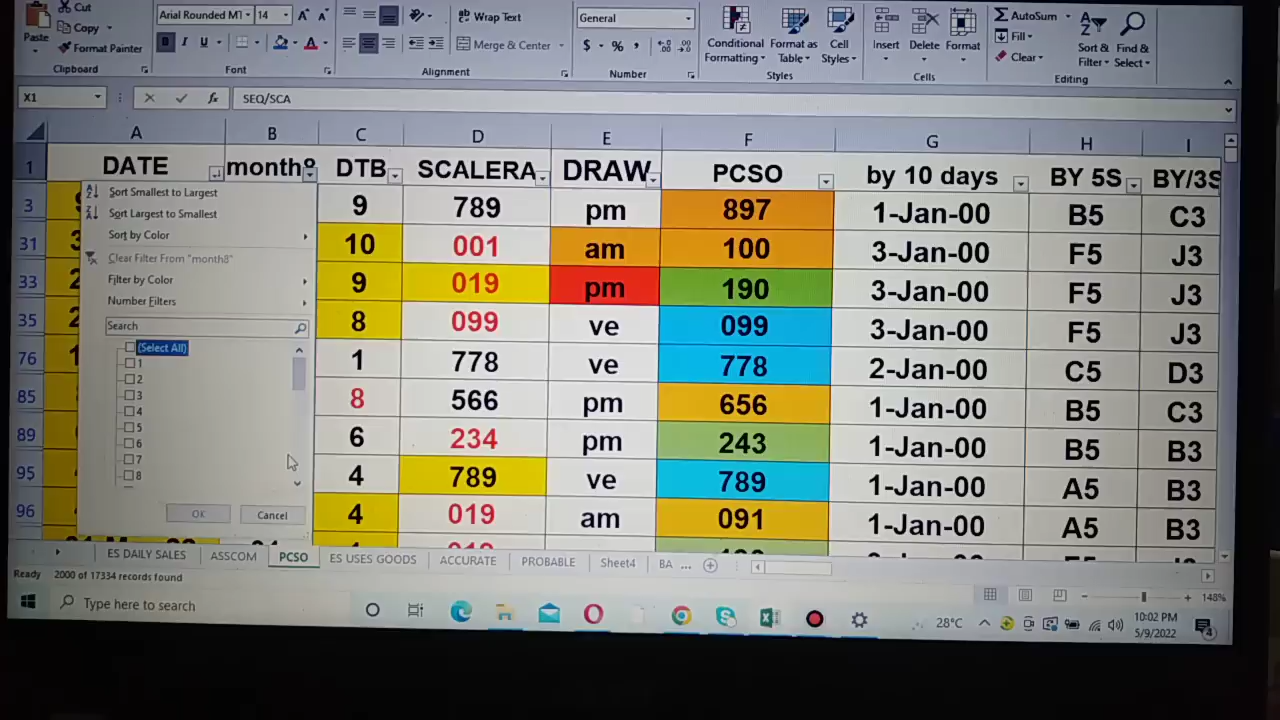 Cut
Arial Rounded MT 14
General
AutoSum
Paste
Copy
Wrap Text
Fill
Format Painter
B I U
Merge & Center
$ % ,
Conditional Formatting
Format as Table
Cell Styles
Insert
Delete
Format
Clear
Sort & Filter
Find & Select
Clipboard
Font
Alignment
Number
Styles
Cells
Editing
X1 fx SEQ/SCA
A B C D E F G H I
1 DATE month8 DTB SCALERA DRAW PCSO by 10 days BY 5S BY/3S
3 9 789 pm 897 1-Jan-00 B5 C3
31 10 001 am 100 3-Jan-00 F5 J3
33 9 019 pm 190 3-Jan-00 F5 J3
35 8 099 ve 099 3-Jan-00 F5 J3
76 1 778 ve 778 2-Jan-00 C5 D3
85 8 566 pm 656 1-Jan-00 B5 C3
89 6 234 pm 243 1-Jan-00 B5 B3
95 4 789 ve 789 1-Jan-00 A5 B3
96 4 019 am 091 1-Jan-00 A5 B3
Sort Smallest to Largest
Sort Largest to Smallest
Sort by Color
Clear Filter From "month8"
Filter by Color
Number Filters
Search
(Select All)
1
2
3
4
5
6
7
8
OK Cancel
ES DAILY SALES ASSCOM PCSO ES USES GOODS ACCURATE PROBABLE Sheet4 BA ...
Ready 2000 of 17334 records found 148%
Type here to search
28°C
10:02 PM
5/9/2022
4